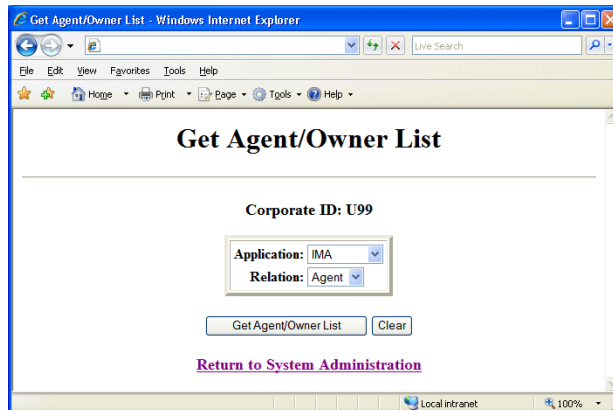 Get Agent/Owner List - Windows Internet Explorer
Live Search
File Edit View Favorites Tools Help
Home Print Page Tools Help
Get Agent/Owner List
Corporate ID: U99
Application: IMA
Relation: Agent
Get Agent/Owner List Clear
Return to System Administration
Local intranet 100%